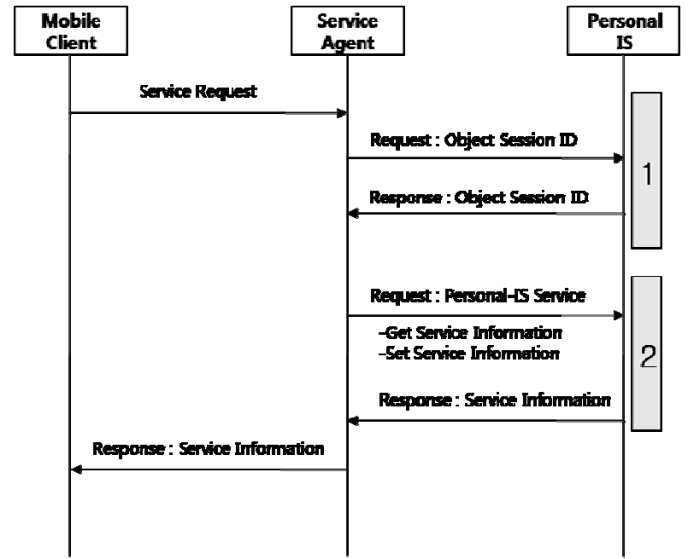 Mobile
Client
Service
Agent
Personal
IS
Service Request
Request : Object Session ID
1
Response : Object Session ID
Request : Personal-IS Service
-Get Service Information
-Set Service Information
2
Response : Service Information
Response : Service Information